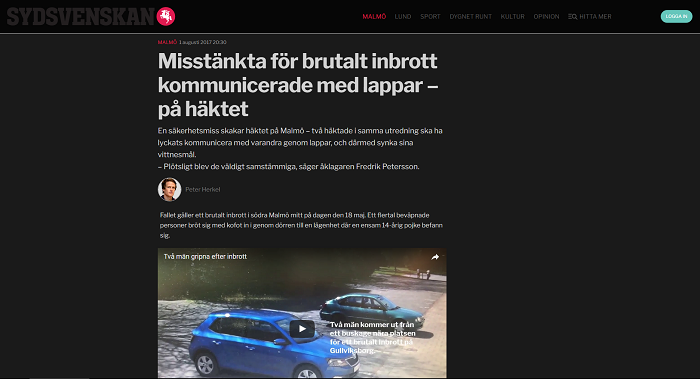 SYDSVENSKAN
MALMÖ LUND SPORT DYGNET RUNT KULTUR OPINION HITTA MER
LOGGA IN
MALMÖ 1 augusti 2017 20:30
Misstänkta för brutalt inbrott
kommunicerade med lappar –
på häktet
En säkerhetsmiss skakar häktet på Malmö – två häktade i samma utredning ska ha
lyckats kommunicera med varandra genom lappar, och därmed synka sina
vittnesmål.
– Plötsligt blev de väldigt samstämmiga, säger åklagaren Fredrik Petersson.
Peter Herkel
Fallet gäller ett brutalt inbrott i södra Malmö mitt på dagen den 18 maj. Ett flertal beväpnade
personer bröt sig med kofot in i genom dörren till en lägenhet där en ensam 14-årig pojke befann
sig.
Två män gripna efter inbrott
Två män kommer ut från
ett buskage nära platsen
för ett brutalt inbrott på
Gullviksborg.